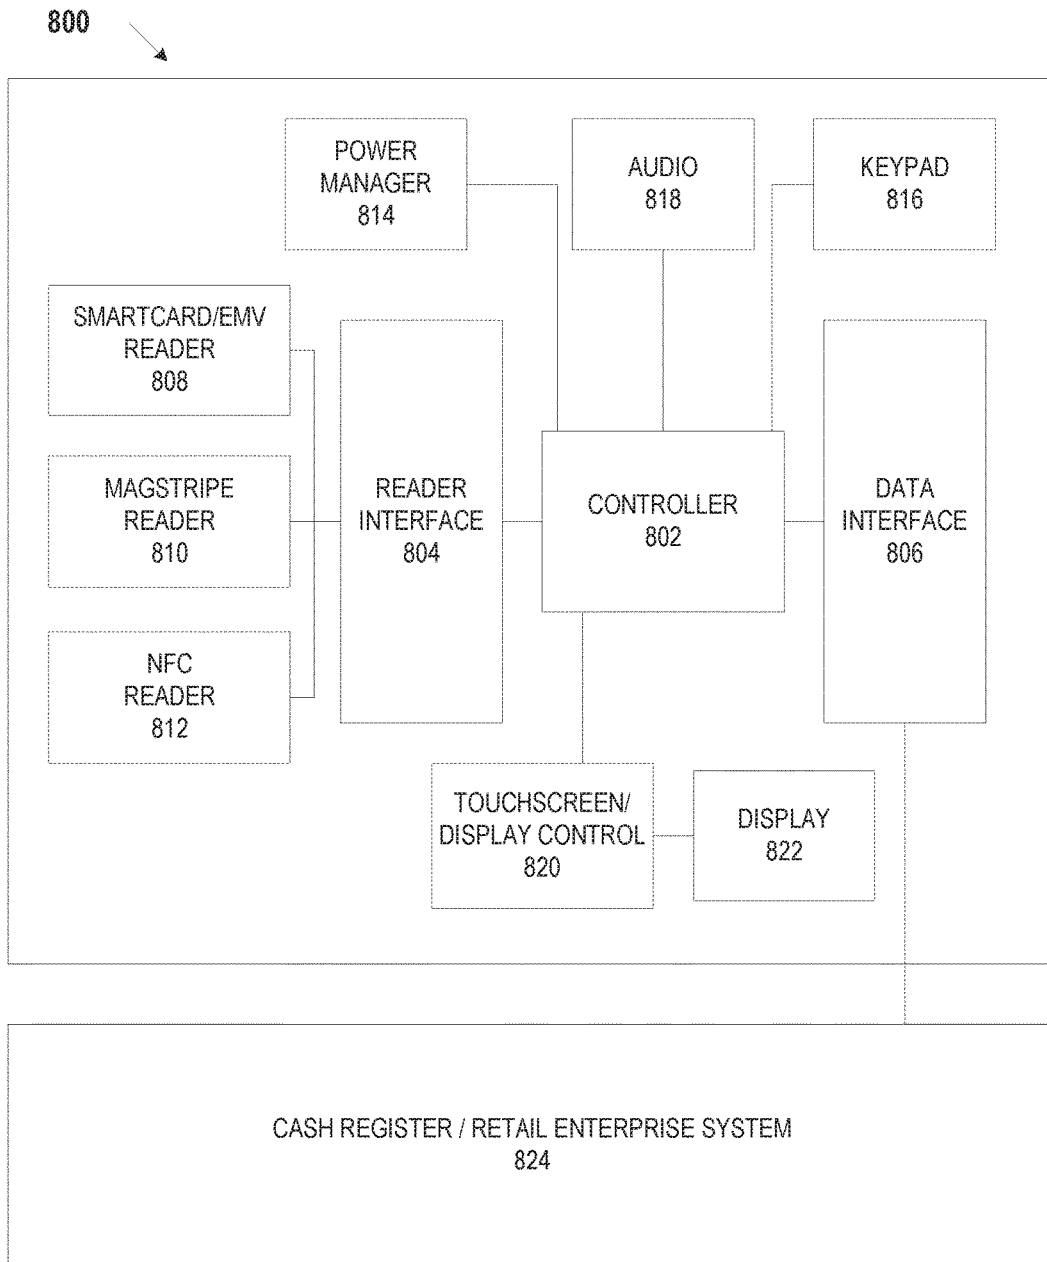 800
POWER
MANAGER
814
AUDIO
818
KEYPAD
816
SMARTCARD/EMV
READER
808
MAGSTRIPE
READER
810
NFC
READER
812
READER
INTERFACE
804
CONTROLLER
802
DATA
INTERFACE
806
TOUCHSCREEN/
DISPLAY CONTROL
820
DISPLAY
822
CASH REGISTER / RETAIL ENTERPRISE SYSTEM
824